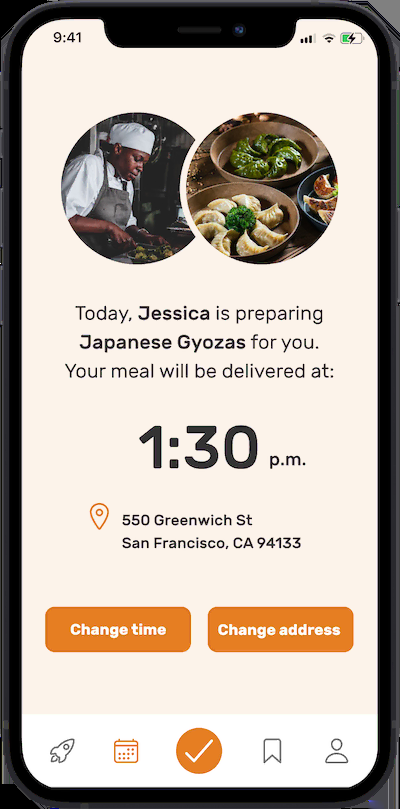 9:41
Today, Jessica is preparing
Japanese Gyozas for you.
Your meal will be delivered at:
1:30 p.m.
550 Greenwich St
San Francisco, CA 94133
Change time
Change address